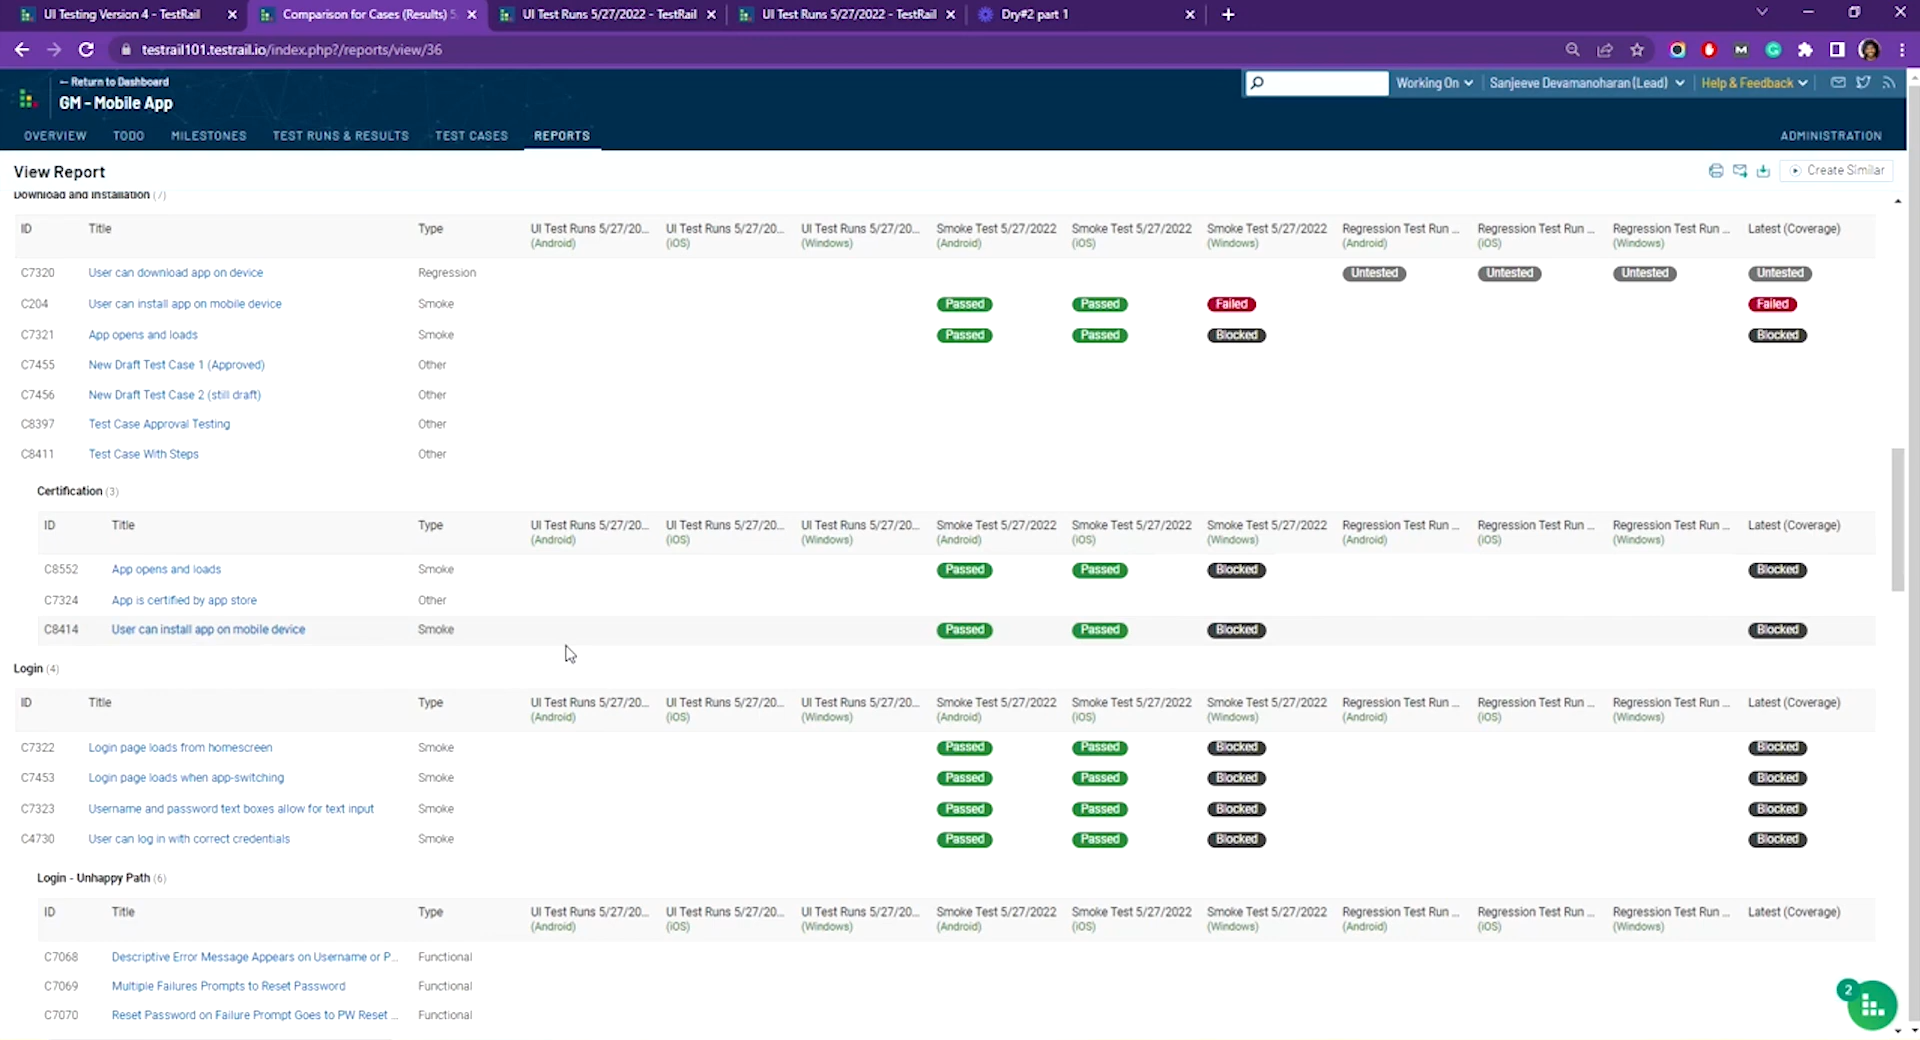 UI Testing Version 4 - TestRail
Comparison for Cases (Results) 5
UI Test Runs 5/27/2022 - TestRail
UI Test Runs 5/27/2022 - TestRail
Dry#2 part 1
testrail101.testrail.io/index.php?/reports/view/36
← Return to Dashboard
GM - Mobile App
Working On
Sanjeeve Devamanoharan (Lead)
Help & Feedback
OVERVIEW TODO MILESTONES TEST RUNS & RESULTS TEST CASES REPORTS ADMINISTRATION
View Report
Create Similar
Download and Installation (7)
ID Title Type UI Test Runs 5/27/20... UI Test Runs 5/27/20... UI Test Runs 5/27/20... Smoke Test 5/27/2022 Smoke Test 5/27/2022 Smoke Test 5/27/2022 Regression Test Run ... Regression Test Run ... Regression Test Run ... Latest (Coverage)
(Android) (iOS) (Windows) (Android) (iOS) (Windows) (Android) (iOS) (Windows)
C7320 User can download app on device Regression Untested Untested Untested Untested
C204 User can install app on mobile device Smoke Passed Passed Failed Failed
C7321 App opens and loads Smoke Passed Passed Blocked Blocked
C7455 New Draft Test Case 1 (Approved) Other
C7456 New Draft Test Case 2 (still draft) Other
C8397 Test Case Approval Testing Other
C8411 Test Case With Steps Other
Certification (3)
ID Title Type UI Test Runs 5/27/20... UI Test Runs 5/27/20... UI Test Runs 5/27/20... Smoke Test 5/27/2022 Smoke Test 5/27/2022 Smoke Test 5/27/2022 Regression Test Run ... Regression Test Run ... Regression Test Run ... Latest (Coverage)
(Android) (iOS) (Windows) (Android) (iOS) (Windows) (Android) (iOS) (Windows)
C8552 App opens and loads Smoke Passed Passed Blocked Blocked
C7324 App is certified by app store Other
C8414 User can install app on mobile device Smoke Passed Passed Blocked Blocked
Login (4)
ID Title Type UI Test Runs 5/27/20... UI Test Runs 5/27/20... UI Test Runs 5/27/20... Smoke Test 5/27/2022 Smoke Test 5/27/2022 Smoke Test 5/27/2022 Regression Test Run ... Regression Test Run ... Regression Test Run ... Latest (Coverage)
(Android) (iOS) (Windows) (Android) (iOS) (Windows) (Android) (iOS) (Windows)
C7322 Login page loads from homescreen Smoke Passed Passed Blocked Blocked
C7453 Login page loads when app-switching Smoke Passed Passed Blocked Blocked
C7323 Username and password text boxes allow for text input Smoke Passed Passed Blocked Blocked
C4730 User can log in with correct credentials Smoke Passed Passed Blocked Blocked
Login - Unhappy Path (6)
ID Title Type UI Test Runs 5/27/20... UI Test Runs 5/27/20... UI Test Runs 5/27/20... Smoke Test 5/27/2022 Smoke Test 5/27/2022 Smoke Test 5/27/2022 Regression Test Run ... Regression Test Run ... Regression Test Run ... Latest (Coverage)
(Android) (iOS) (Windows) (Android) (iOS) (Windows) (Android) (iOS) (Windows)
C7068 Descriptive Error Message Appears on Username or P... Functional
C7069 Multiple Failures Prompts to Reset Password Functional
C7070 Reset Password on Failure Prompt Goes to PW Reset ... Functional
2